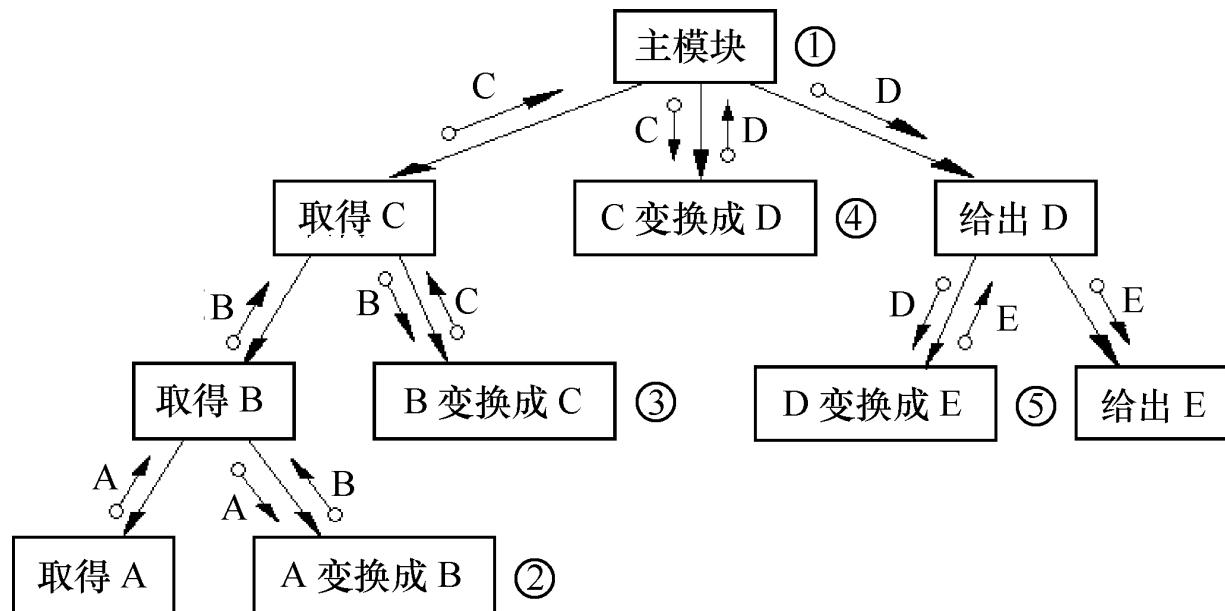 主模块 ①
C
C
D
D
取得 C
C 变换成 D ④
给出 D
B
B
C
D
E
E
取得 B
B 变换成 C ③
D 变换成 E ⑤
给出 E
A
A
B
取得 A
A 变换成 B ②